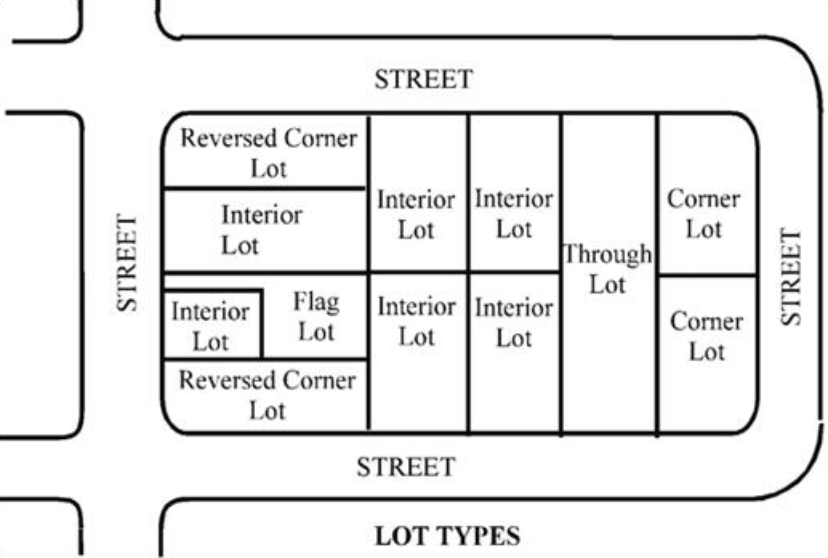 STREET
Reversed Corner
Lot
Interior
Lot
Interior
Lot
Flag
Lot
Reversed Corner
Lot
Interior
Lot
Interior
Lot
Interior
Lot
Interior
Lot
Through
Lot
Corner
Lot
Corner
Lot
STREET
STREET
STREET
LOT TYPES